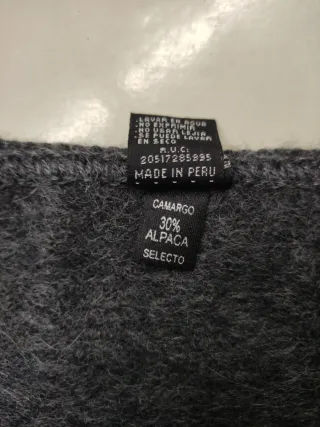 .LAVAR EN AGUA
.NO EXPRIMIR
.NO USAR LEJIA
.SE PUEDE LAVAR
EN SECO
R.U.C:
20517285995
MADE IN PERU
CAMARGO
30%
ALPACA
SELECTO